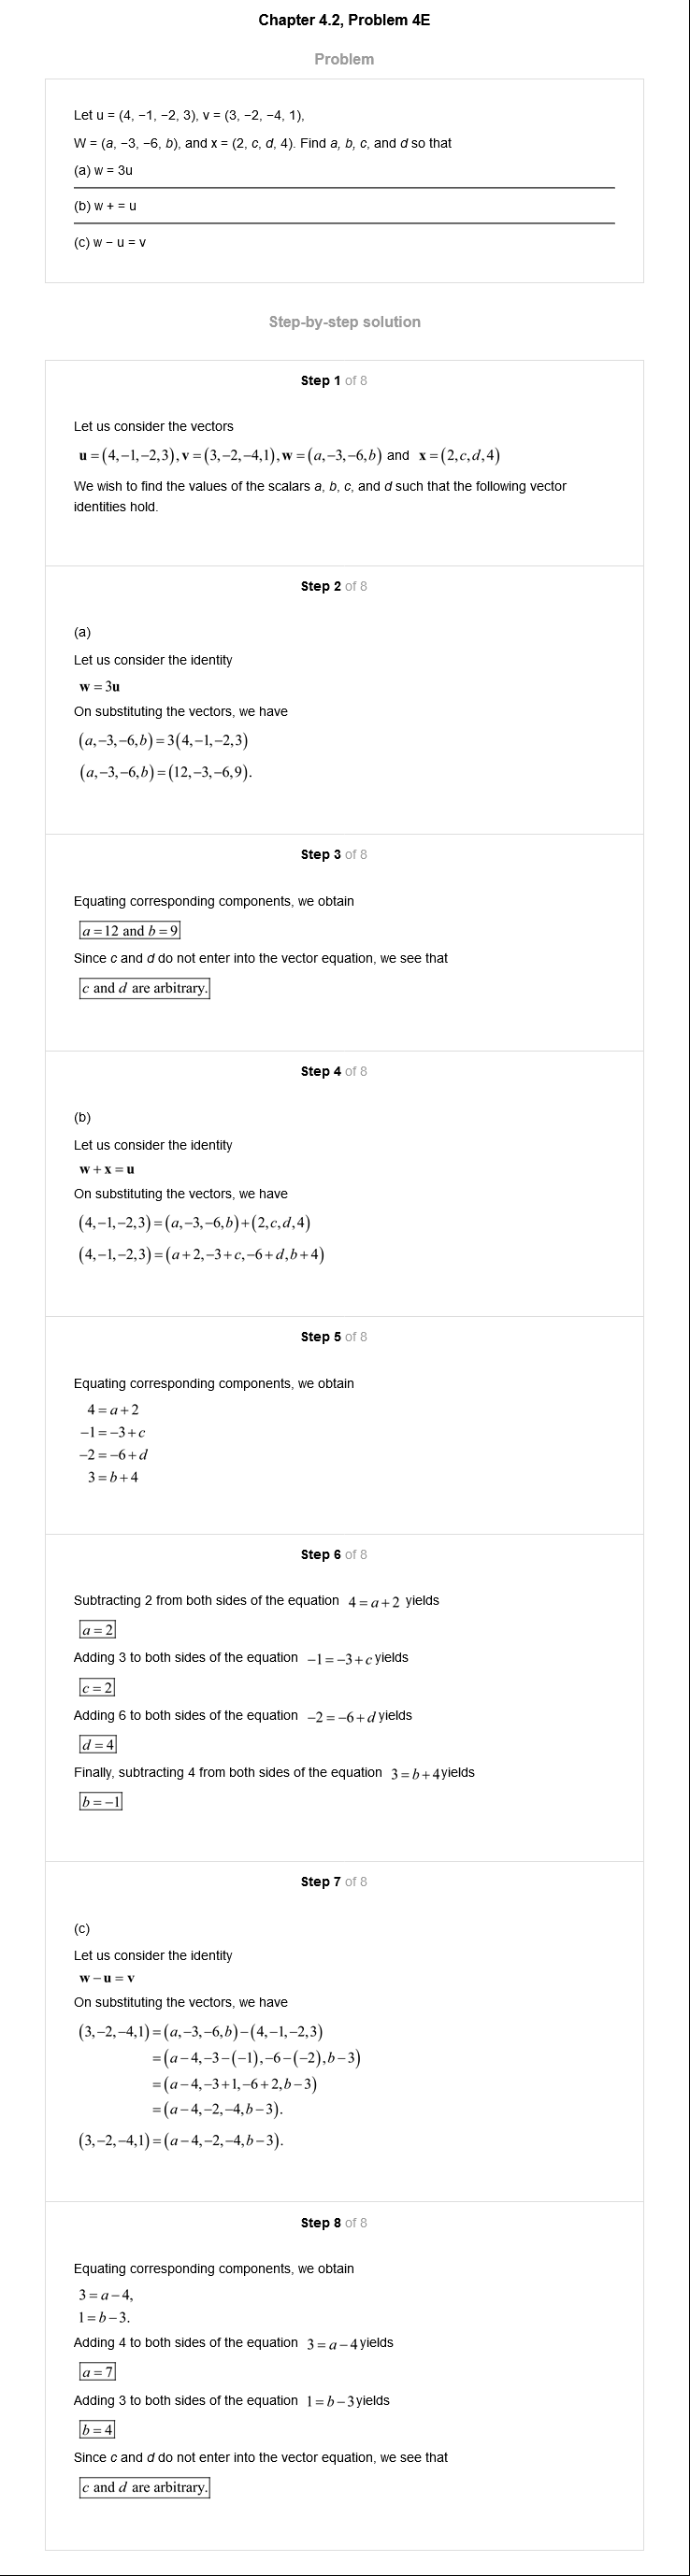 Chapter 4.2, Problem 4E
Problem
Let u = (4, −1, −2, 3), v = (3, −2, −4, 1),
W = (a, −3, −6, b), and x = (2, c, d, 4). Find a, b, c, and d so that
(a) w = 3u
(b) w + = u
(c) w − u = v
Step-by-step solution
Step 1 of 8
Let us consider the vectors
u = (4,−1,−2,3), v = (3,−2,−4,1), w = (a,−3,−6,b) and x = (2,c,d,4)
We wish to find the values of the scalars a, b, c, and d such that the following vector
identities hold.
Step 2 of 8
(a)
Let us consider the identity
w = 3u
On substituting the vectors, we have
(a,−3,−6,b) = 3(4,−1,−2,3)
(a,−3,−6,b) = (12,−3,−6,9).
Step 3 of 8
Equating corresponding components, we obtain
a = 12 and b = 9
Since c and d do not enter into the vector equation, we see that
c and d are arbitrary.
Step 4 of 8
(b)
Let us consider the identity
w + x = u
On substituting the vectors, we have
(4,−1,−2,3) = (a,−3,−6,b) + (2,c,d,4)
(4,−1,−2,3) = (a+2,−3+c,−6+d,b+4)
Step 5 of 8
Equating corresponding components, we obtain
4 = a + 2
−1 = −3 + c
−2 = −6 + d
3 = b + 4
Step 6 of 8
Subtracting 2 from both sides of the equation 4 = a + 2 yields
a = 2
Adding 3 to both sides of the equation −1 = −3 + c yields
c = 2
Adding 6 to both sides of the equation −2 = −6 + d yields
d = 4
Finally, subtracting 4 from both sides of the equation 3 = b + 4 yields
b = −1
Step 7 of 8
(c)
Let us consider the identity
w − u = v
On substituting the vectors, we have
(3,−2,−4,1) = (a,−3,−6,b) − (4,−1,−2,3)
= (a−4,−3−(−1),−6−(−2),b−3)
= (a−4,−3+1,−6+2,b−3)
= (a−4,−2,−4,b−3).
(3,−2,−4,1) = (a−4,−2,−4,b−3).
Step 8 of 8
Equating corresponding components, we obtain
3 = a − 4,
1 = b − 3.
Adding 4 to both sides of the equation 3 = a − 4 yields
a = 7
Adding 3 to both sides of the equation 1 = b − 3 yields
b = 4
Since c and d do not enter into the vector equation, we see that
c and d are arbitrary.